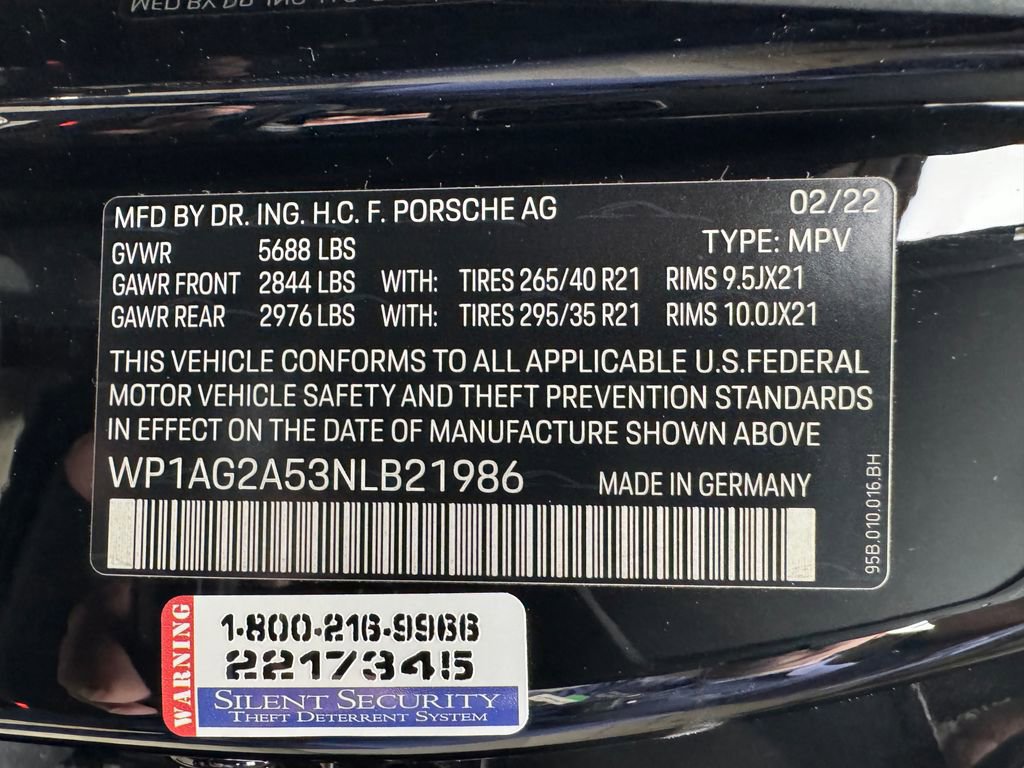 MFD BY DR. ING. H.C. F. PORSCHE AG 02/22
TYPE: MPV
GVWR 5688 LBS
GAWR FRONT 2844 LBS WITH: TIRES 265/40 R21 RIMS 9.5JX21
GAWR REAR 2976 LBS WITH: TIRES 295/35 R21 RIMS 10.0JX21
THIS VEHICLE CONFORMS TO ALL APPLICABLE U.S.FEDERAL
MOTOR VEHICLE SAFETY AND THEFT PREVENTION STANDARDS
IN EFFECT ON THE DATE OF MANUFACTURE SHOWN ABOVE
WP1AG2A53NLB21986 MADE IN GERMANY
95B.010.016.BH
WARNING
1-800-216-9966
2217345
SILENT SECURITY
THEFT DETERRENT SYSTEM